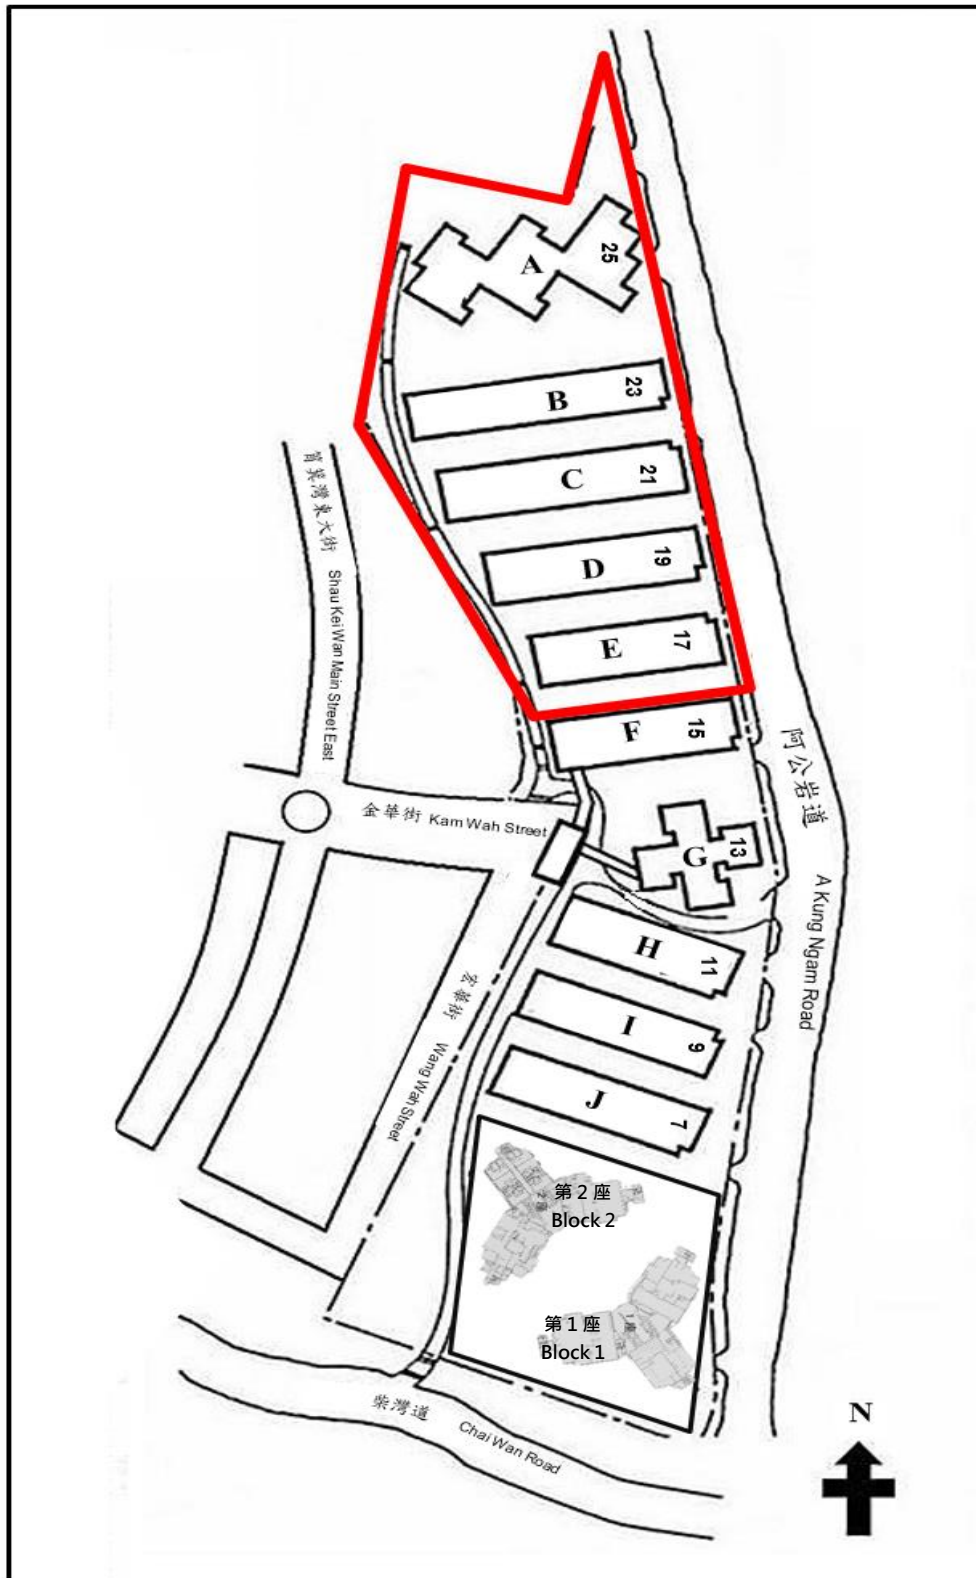 25
A
23
B
21
C
19
D
17
E
15
F
筲箕灣東大街 Shau Kei Wan Main Street East
金華街 Kam Wah Street
13
G
阿公岩道 A Kung Ngam Road
H
11
I
9
J
7
宏華街 Wang Wah Street
第2座
Block 2
第1座
Block 1
柴灣道 Chai Wan Road
N